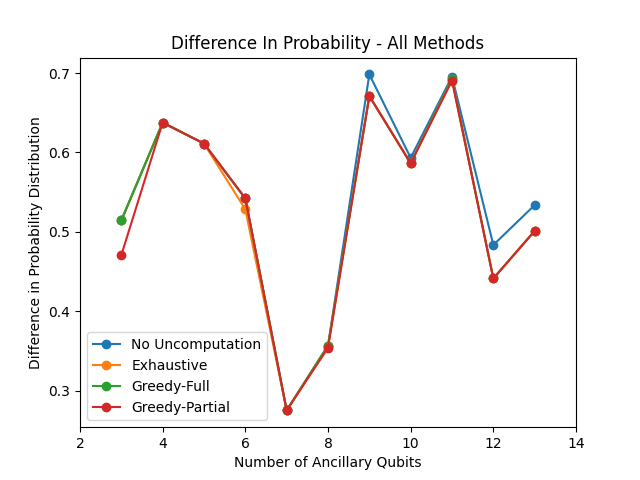 Difference In Probability - All Methods
Difference in Probability Distribution
0.7
0.6
0.5
0.4
0.3
No Uncomputation
Exhaustive
Greedy-Full
Greedy-Partial
2 4 6 8 10 12 14
Number of Ancillary Qubits